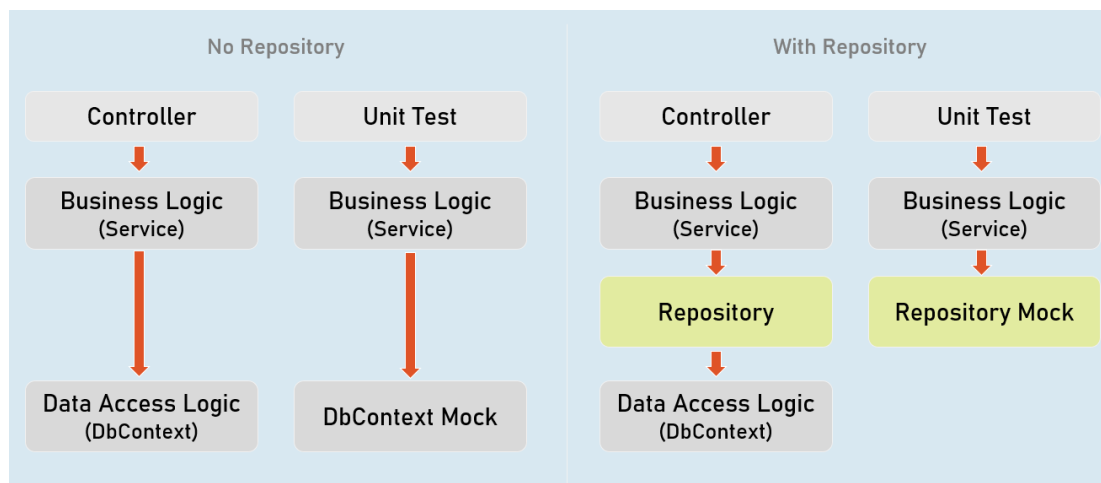 No Repository
Controller
Business Logic
(Service)
Data Access Logic
(DbContext)
Unit Test
Business Logic
(Service)
DbContext Mock
With Repository
Controller
Business Logic
(Service)
Repository
Data Access Logic
(DbContext)
Unit Test
Business Logic
(Service)
Repository Mock